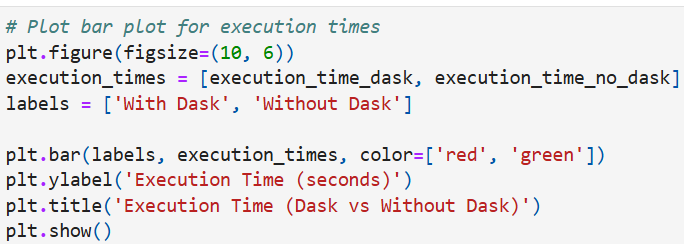 # Plot bar plot for execution times
plt.figure(figsize=(10, 6))
execution_times = [execution_time_dask, execution_time_no_dask]
labels = ['With Dask', 'Without Dask']
plt.bar(labels, execution_times, color=['red', 'green'])
plt.ylabel('Execution Time (seconds)')
plt.title('Execution Time (Dask vs Without Dask)')
plt.show()